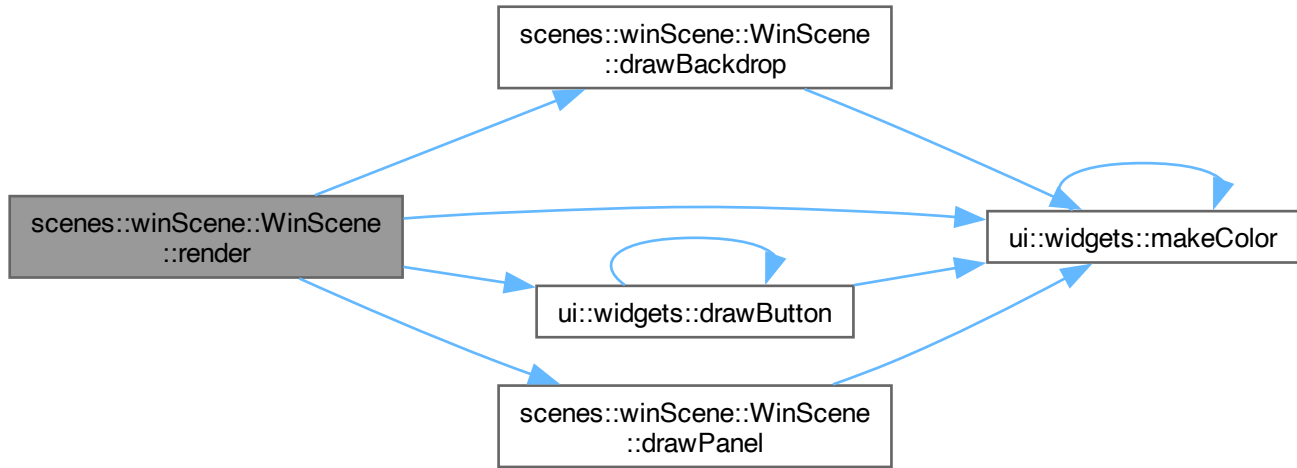 scenes::winScene::WinScene
::drawBackdrop
scenes::winScene::WinScene
::render
ui::widgets::makeColor
ui::widgets::drawButton
scenes::winScene::WinScene
::drawPanel